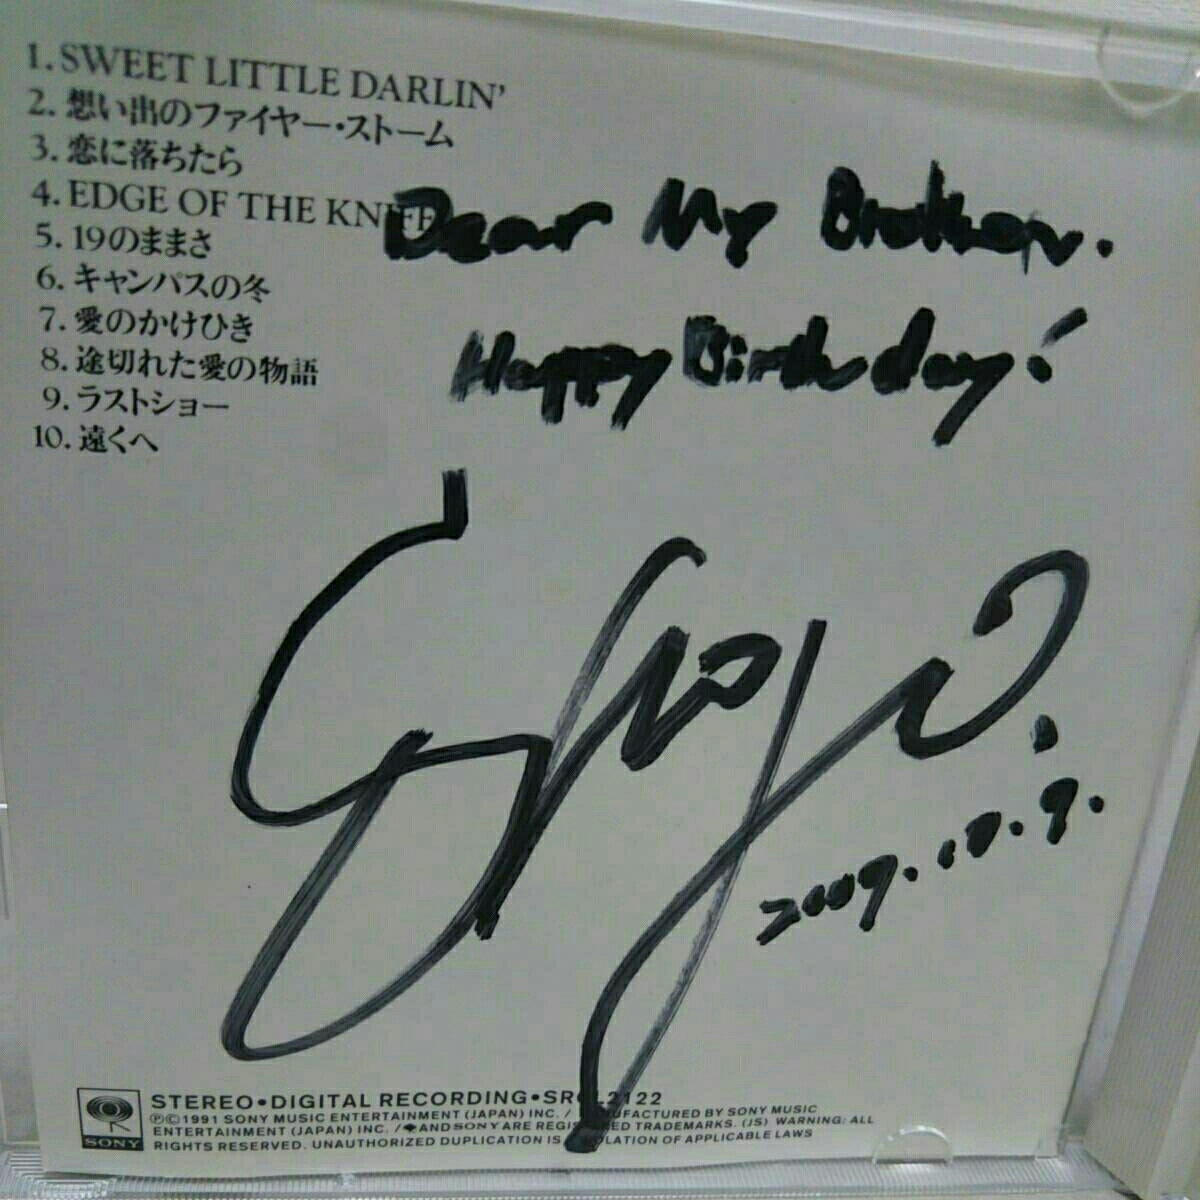 1. SWEET LITTLE DARLIN'
2. 想い出のファイヤー・ストーム
3. 恋に落ちたら
4. EDGE OF THE KNIFE
5. 19のままさ
6. キャンパスの冬
7. 愛のかけひき
8. 途切れた愛の物語
9. ラストショー
10. 遠くへ
Dear My Brother.
Happy Birthday!
Shogo.
2009.10.9.
STEREO•DIGITAL RECORDING•SRCL2122
Ⓟ©1991 SONY MUSIC ENTERTAINMENT (JAPAN) INC. / MANUFACTURED BY SONY MUSIC
ENTERTAINMENT (JAPAN) INC. / AND SONY ARE REGISTERED TRADEMARKS. (JS) WARNING: ALL
RIGHTS RESERVED. UNAUTHORIZED DUPLICATION IS A VIOLATION OF APPLICABLE LAWS
SONY